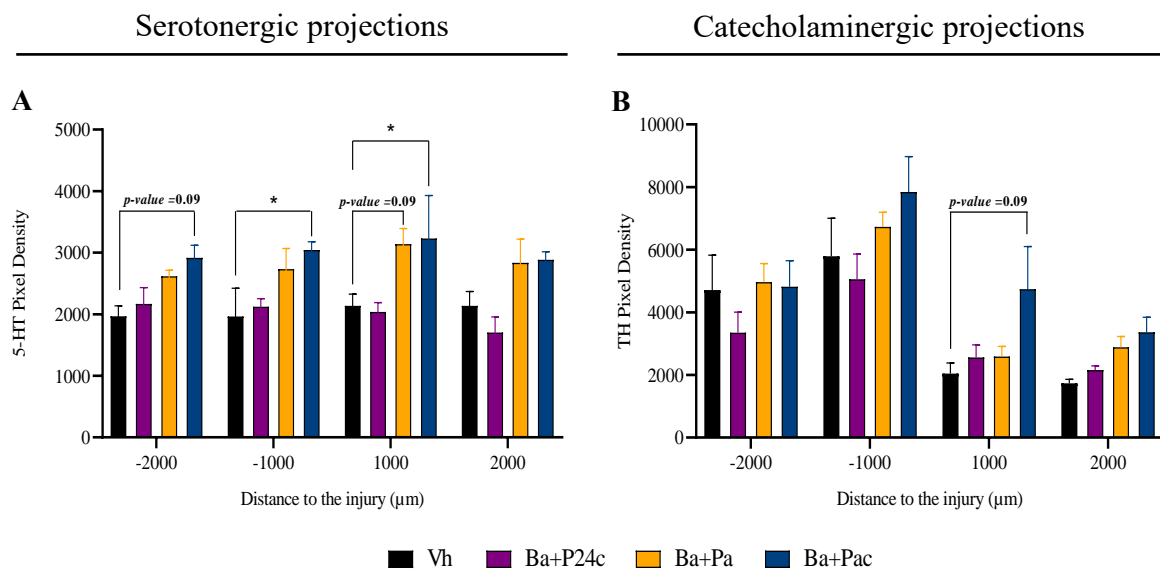 Serotonergic projections
Catecholaminergic projections
A
5-HT Pixel Density
5000
4000
3000
2000
1000
0
p-value =0.09
*
p-value =0.09
*
-2000
-1000
1000
2000
Distance to the injury (µm)
B
TH Pixel Density
10000
8000
6000
4000
2000
0
p-value =0.09
-2000
-1000
1000
2000
Distance to the injury (µm)
Vh
Ba+P24c
Ba+Pa
Ba+Pac